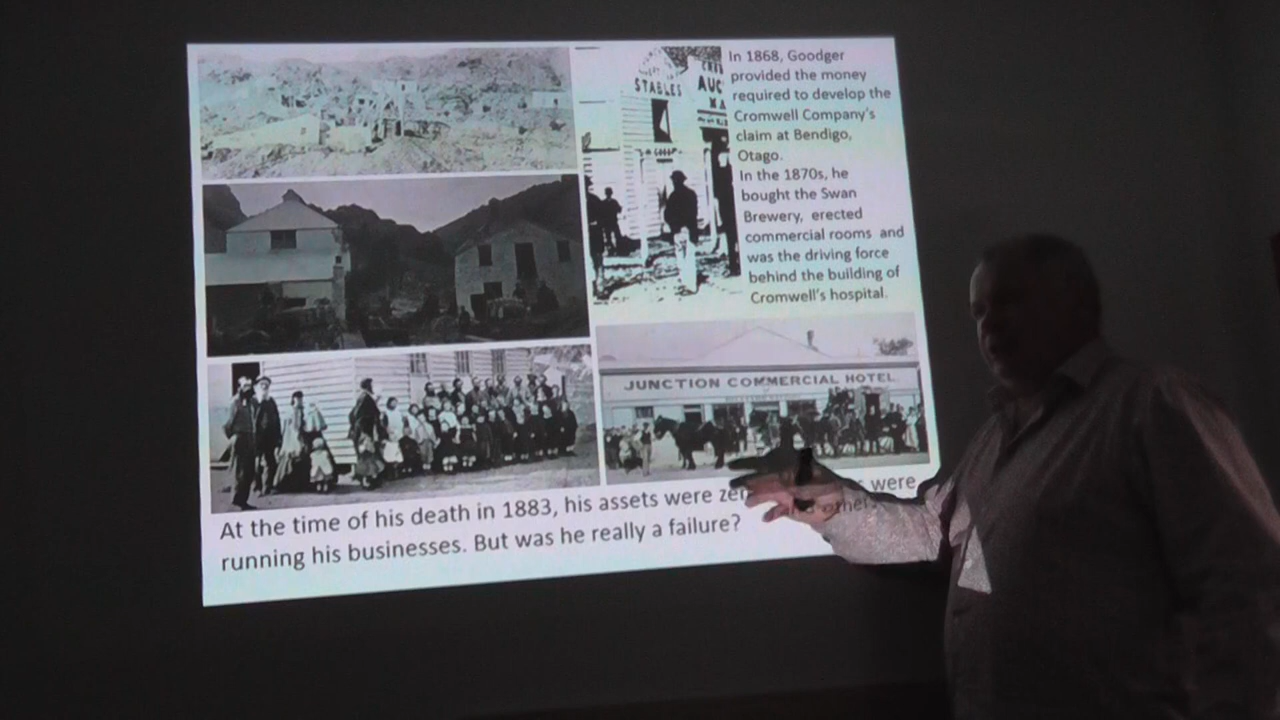 In 1868, Goodger
provided the money
required to develop the
Cromwell Company's
claim at Bendigo,
Otago.
In the 1870s, he
bought the Swan
Brewery, erected
commercial rooms and
was the driving force
behind the building of
Cromwell's hospital.
STABLES
AUC
JUNCTION COMMERCIAL HOTEL
At the time of his death in 1883, his assets were were
running his businesses. But was he really a failure?